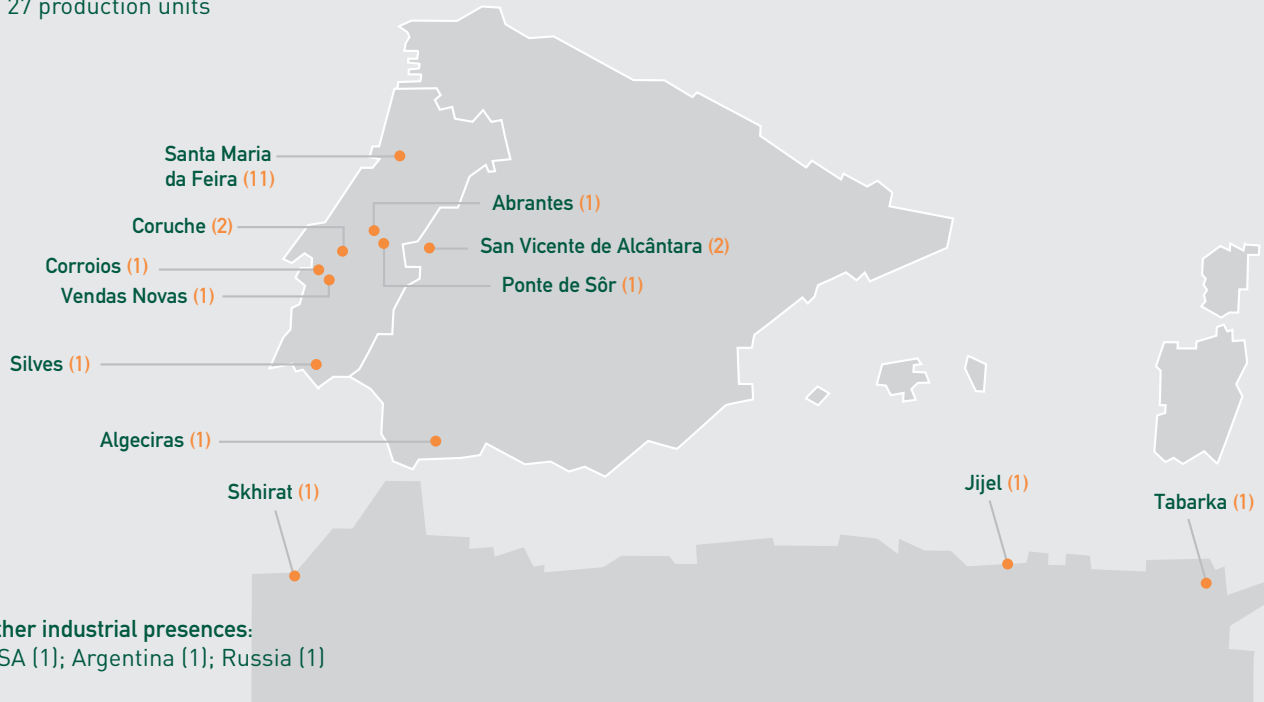 27 production units
Santa Maria
da Feira (11)
Abrantes (1)
Coruche (2)
San Vicente de Alcântara (2)
Corroios (1)
Ponte de Sôr (1)
Vendas Novas (1)
Silves (1)
Algeciras (1)
Skhirat (1)
Jijel (1)
Tabarka (1)
ther industrial presences:
SA (1); Argentina (1); Russia (1)